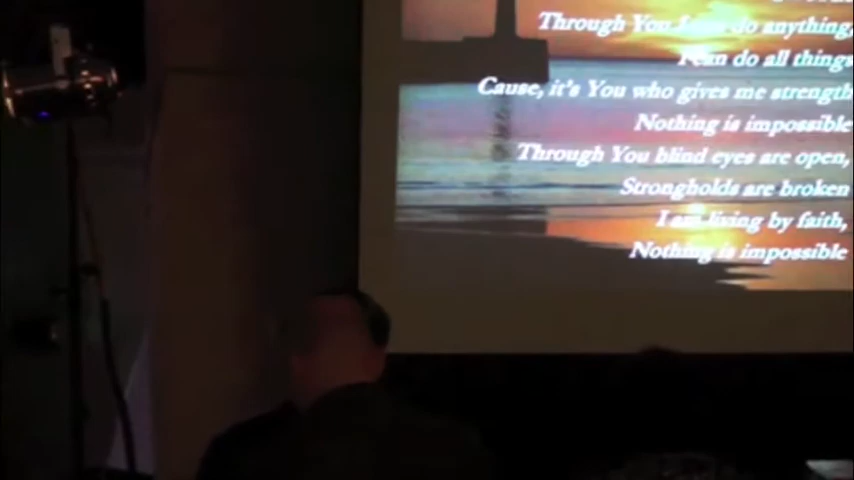 Through You I can do anything,
I can do all things
Cause, it's You who gives me strength
Nothing is impossible
Through You blind eyes are open,
Strongholds are broken
I am living by faith,
Nothing is impossible